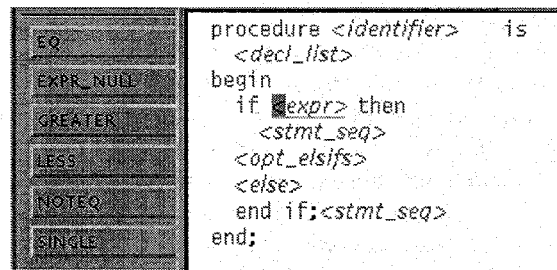 EQ
EXPR_NULL
GREATER
LESS
NOTEQ
SINGLE
procedure <identifier> is
<decl_list>
begin
if <expr> then
<stmt_seq>
<opt_elsifs>
<else>
end if;<stmt_seq>
end;